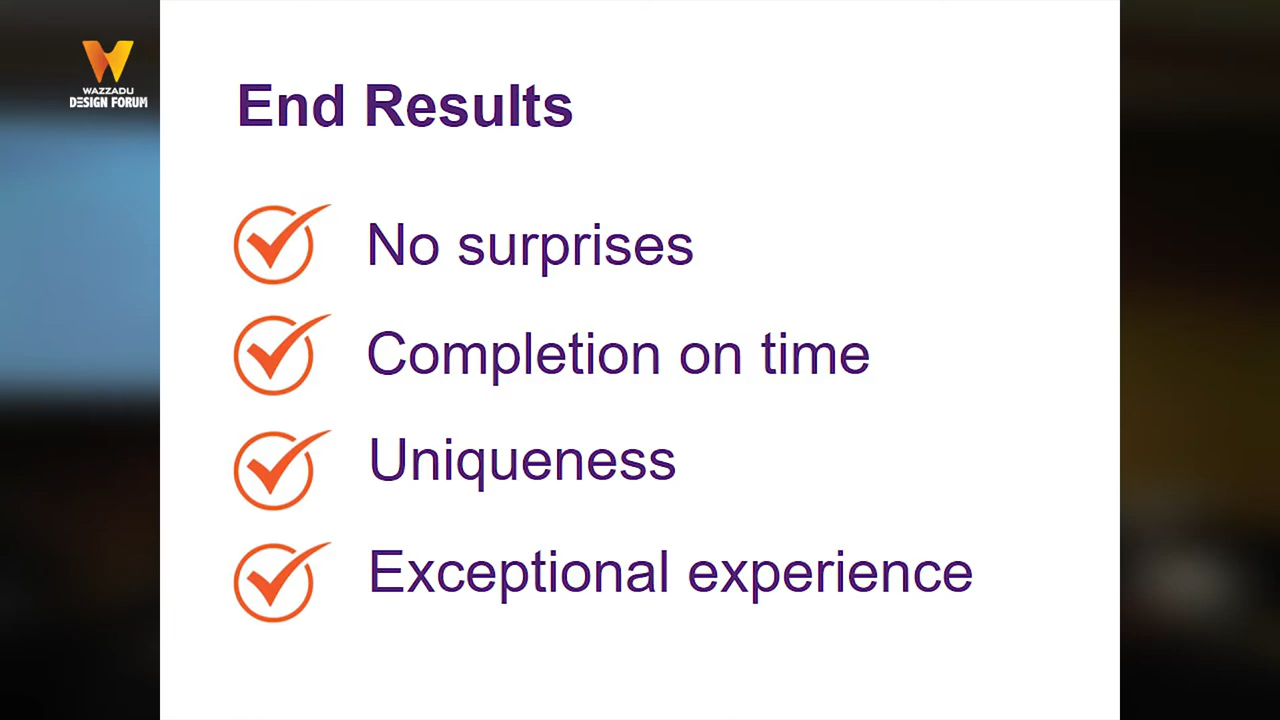 WAZZADU
DESIGN FORUM
End Results
No surprises
Completion on time
Uniqueness
Exceptional experience